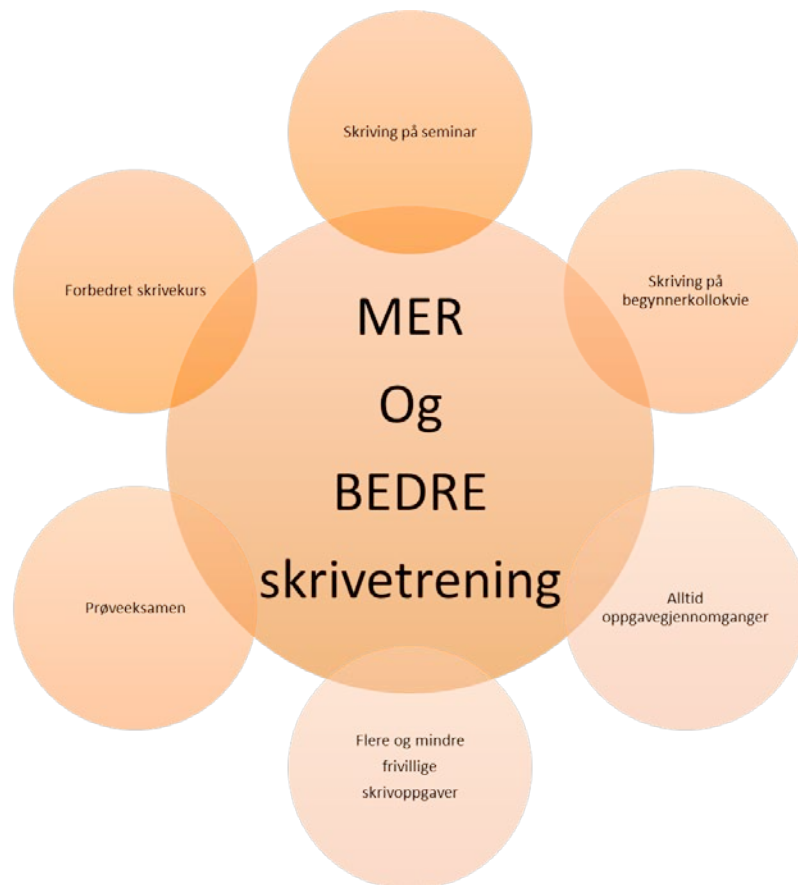 Skriving på seminar
Forbedret skrivekurs
Skriving på
begynnerkollokvie
MER
Og
BEDRE
skrivetrening
Prøveeksamen
Alltid
oppgavegjennomganger
Flere og mindre
frivillige
skrivoppgaver